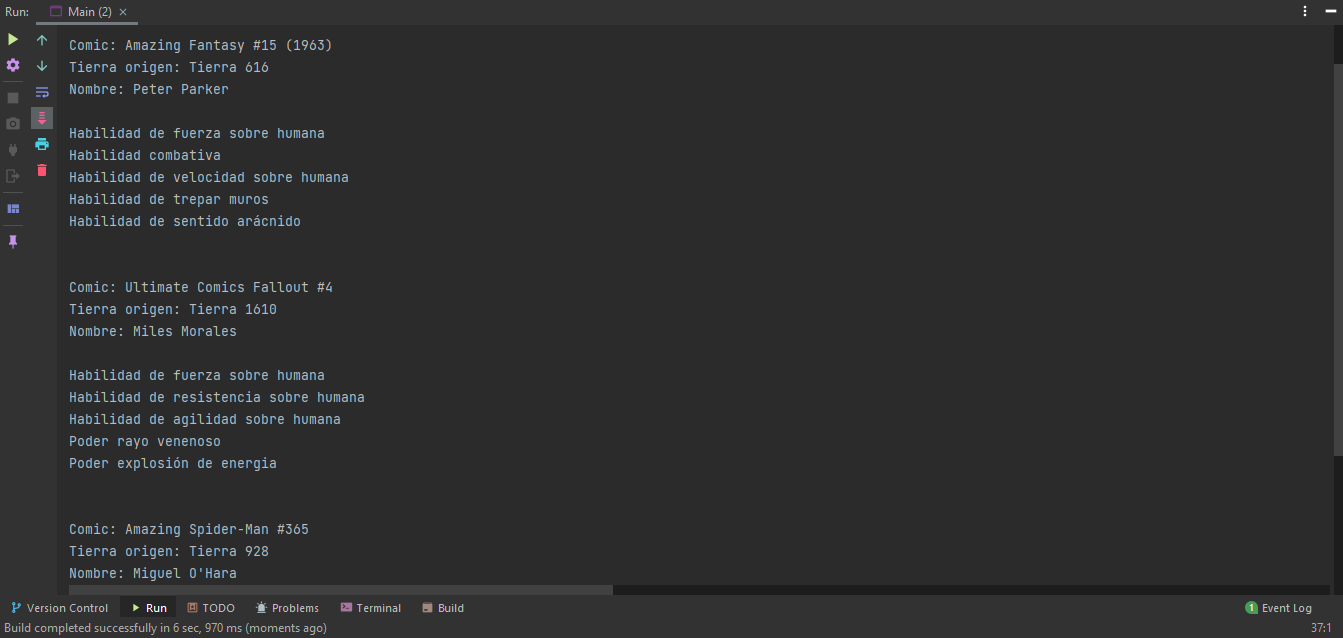 Run: Main (2)
Comic: Amazing Fantasy #15 (1963)
Tierra origen: Tierra 616
Nombre: Peter Parker
Habilidad de fuerza sobre humana
Habilidad combativa
Habilidad de velocidad sobre humana
Habilidad de trepar muros
Habilidad de sentido arácnido
Comic: Ultimate Comics Fallout #4
Tierra origen: Tierra 1610
Nombre: Miles Morales
Habilidad de fuerza sobre humana
Habilidad de resistencia sobre humana
Habilidad de agilidad sobre humana
Poder rayo venenoso
Poder explosión de energia
Comic: Amazing Spider-Man #365
Tierra origen: Tierra 928
Nombre: Miguel O'Hara
Version Control Run TODO Problems Terminal Build 1 Event Log
Build completed successfully in 6 sec, 970 ms (moments ago) 37:1